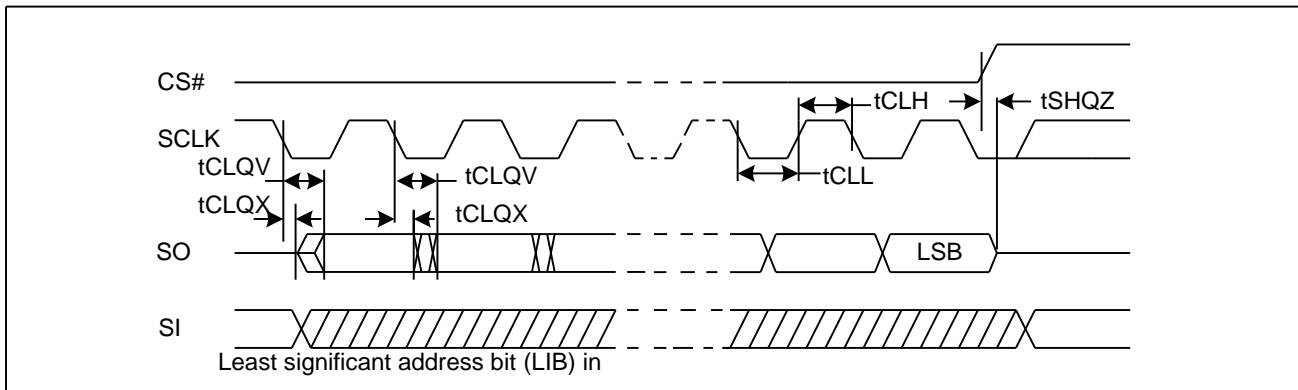 CS#
tCLH
tSHQZ
SCLK
tCLQV
tCLQV
tCLL
tCLQX
tCLQX
SO
LSB
SI
Least significant address bit (LIB) in